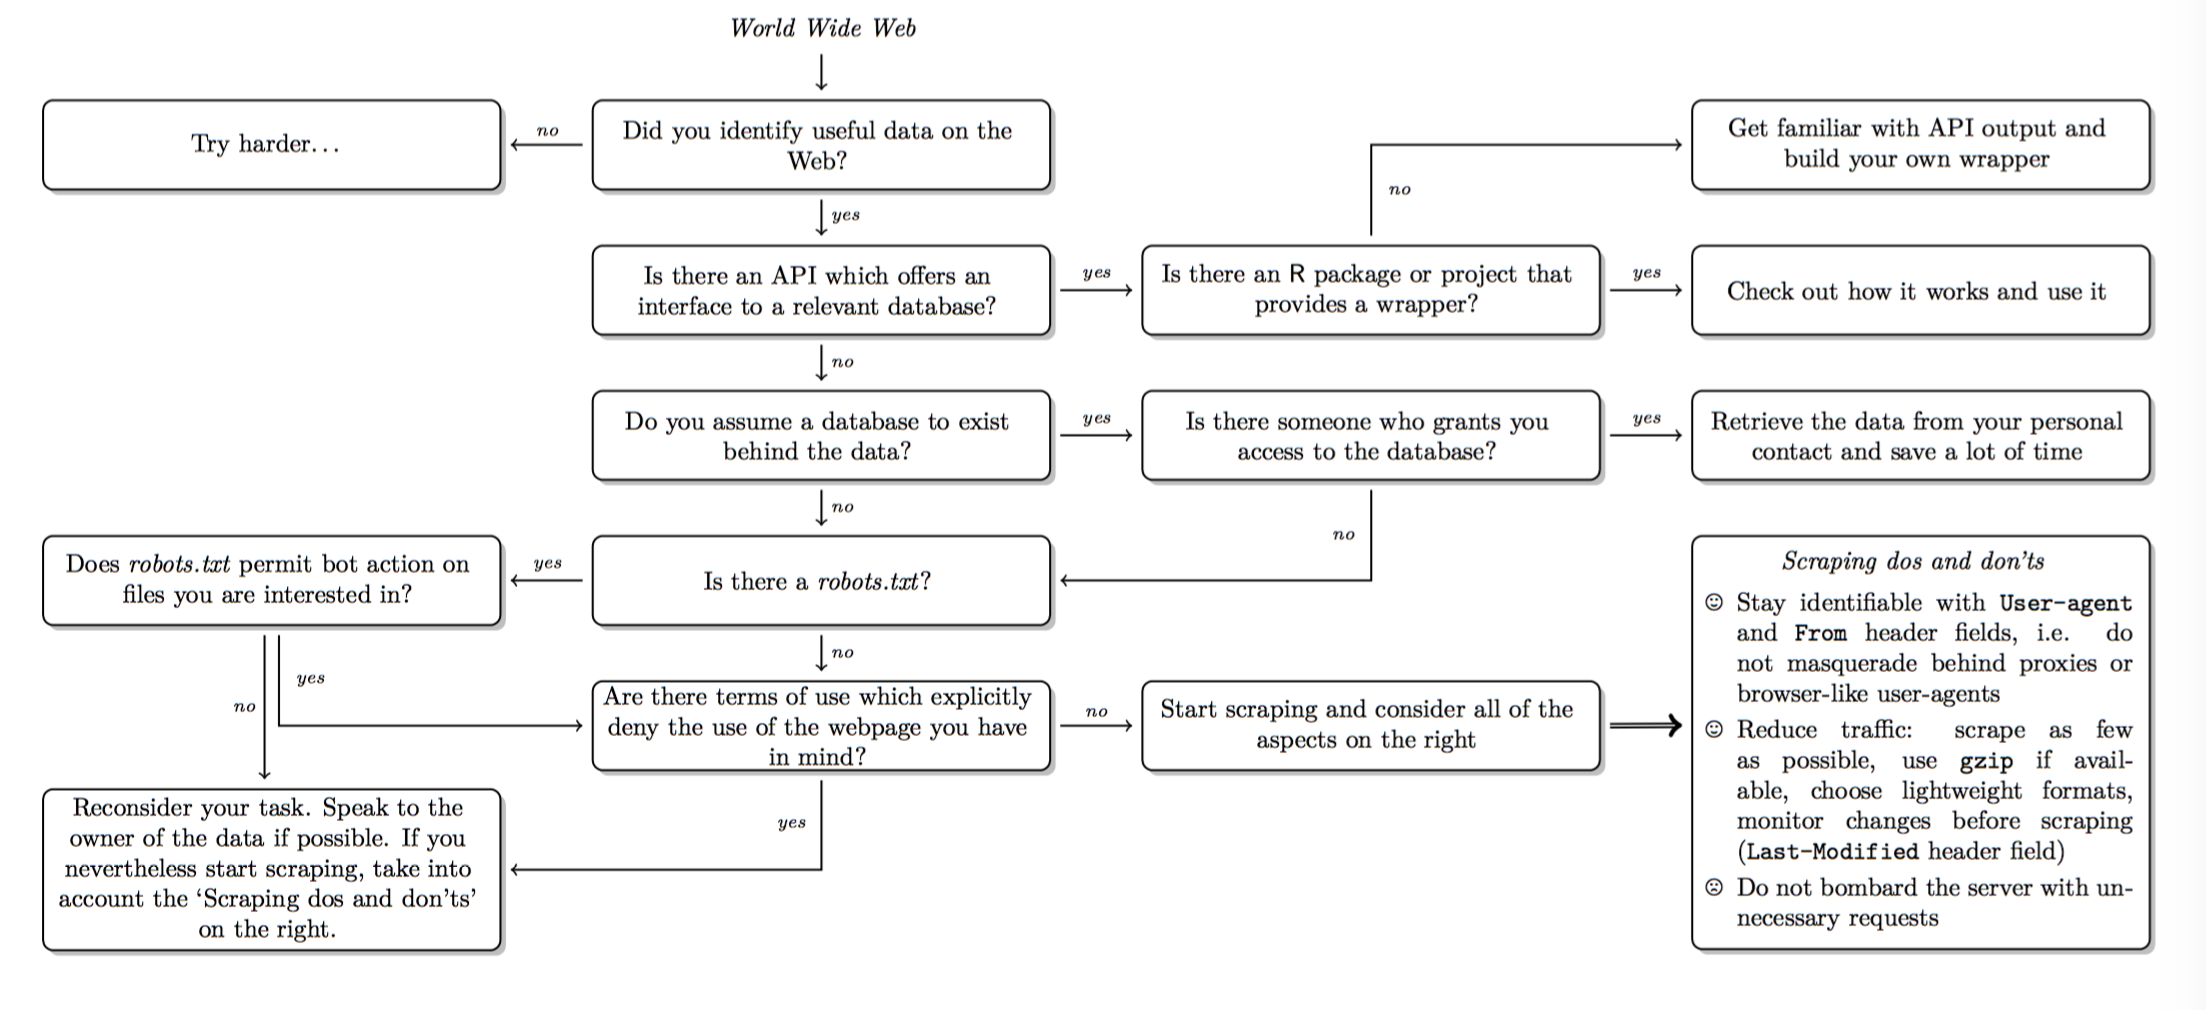 World Wide Web
Try harder...
no
Did you identify useful data on the
Web?
Get familiar with API output and
build your own wrapper
no
yes
Is there an API which offers an
interface to a relevant database?
yes
Is there an R package or project that
provides a wrapper?
yes
Check out how it works and use it
no
Do you assume a database to exist
behind the data?
yes
Is there someone who grants you
access to the database?
yes
Retrieve the data from your personal
contact and save a lot of time
no
no
Does robots.txt permit bot action on
files you are interested in?
yes
Is there a robots.txt?
no
yes
no
Are there terms of use which explicitly
deny the use of the webpage you have
in mind?
no
Start scraping and consider all of the
aspects on the right
yes
Reconsider your task. Speak to the
owner of the data if possible. If you
nevertheless start scraping, take into
account the ‘Scraping dos and don’ts’
on the right.
Scraping dos and don’ts
☺ Stay identifiable with User-agent
and From header fields, i.e. do
not masquerade behind proxies or
browser-like user-agents
☺ Reduce traffic: scrape as few
as possible, use gzip if avail-
able, choose lightweight formats,
monitor changes before scraping
(Last-Modified header field)
☹ Do not bombard the server with un-
necessary requests